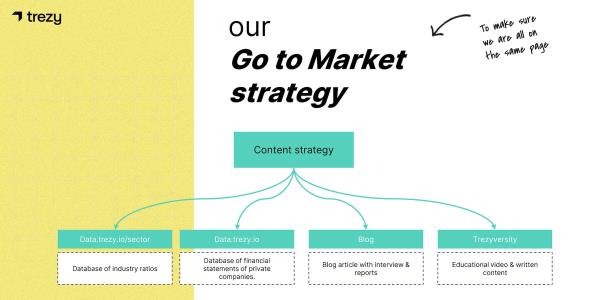 trezy
our
Go to Market
strategy
To make sure
we are all on
the same page
Content strategy
Data.trezy.io/sector
Data.trezy.io
Blog
Trezyversity
Database of industry ratios
Database of financial
statements of private
companies.
Blog article with interview &
reports
Educational video & written
content